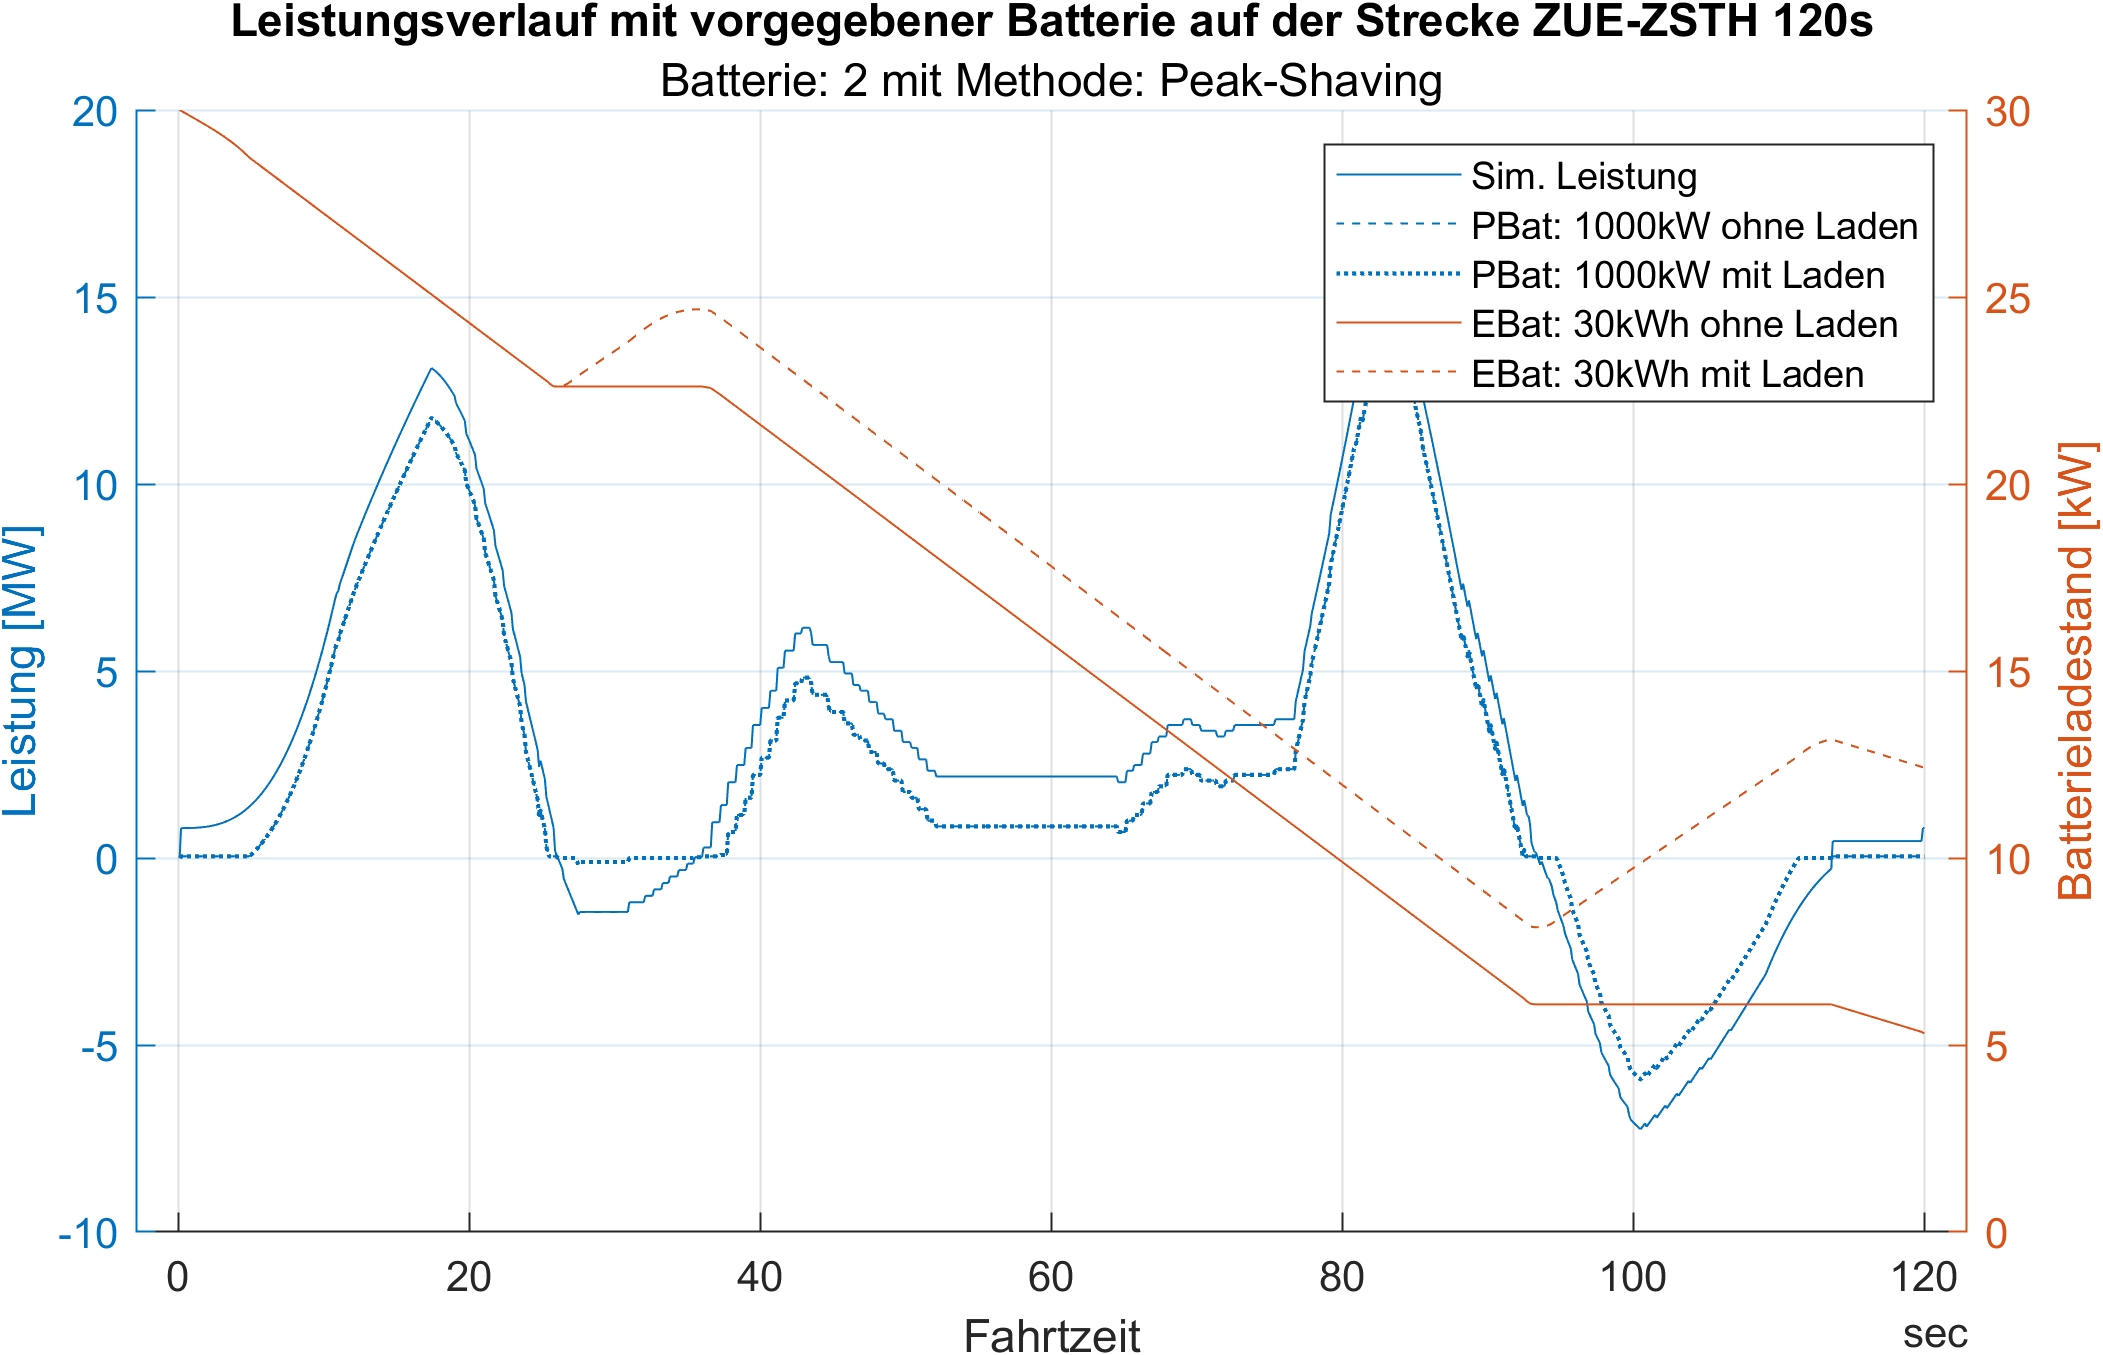 Leistungsverlauf mit vorgegebener Batterie auf der Strecke ZUE-ZSTH 120s
Batterie: 2 mit Methode: Peak-Shaving
20
15
10
5
0
-5
-10
Leistung [MW]
30
25
20
15
10
5
0
Batterieladestand [kW]
Sim. Leistung
PBat: 1000kW ohne Laden
PBat: 1000kW mit Laden
EBat: 30kWh ohne Laden
EBat: 30kWh mit Laden
0 20 40 60 80 100 120
Fahrtzeit
sec